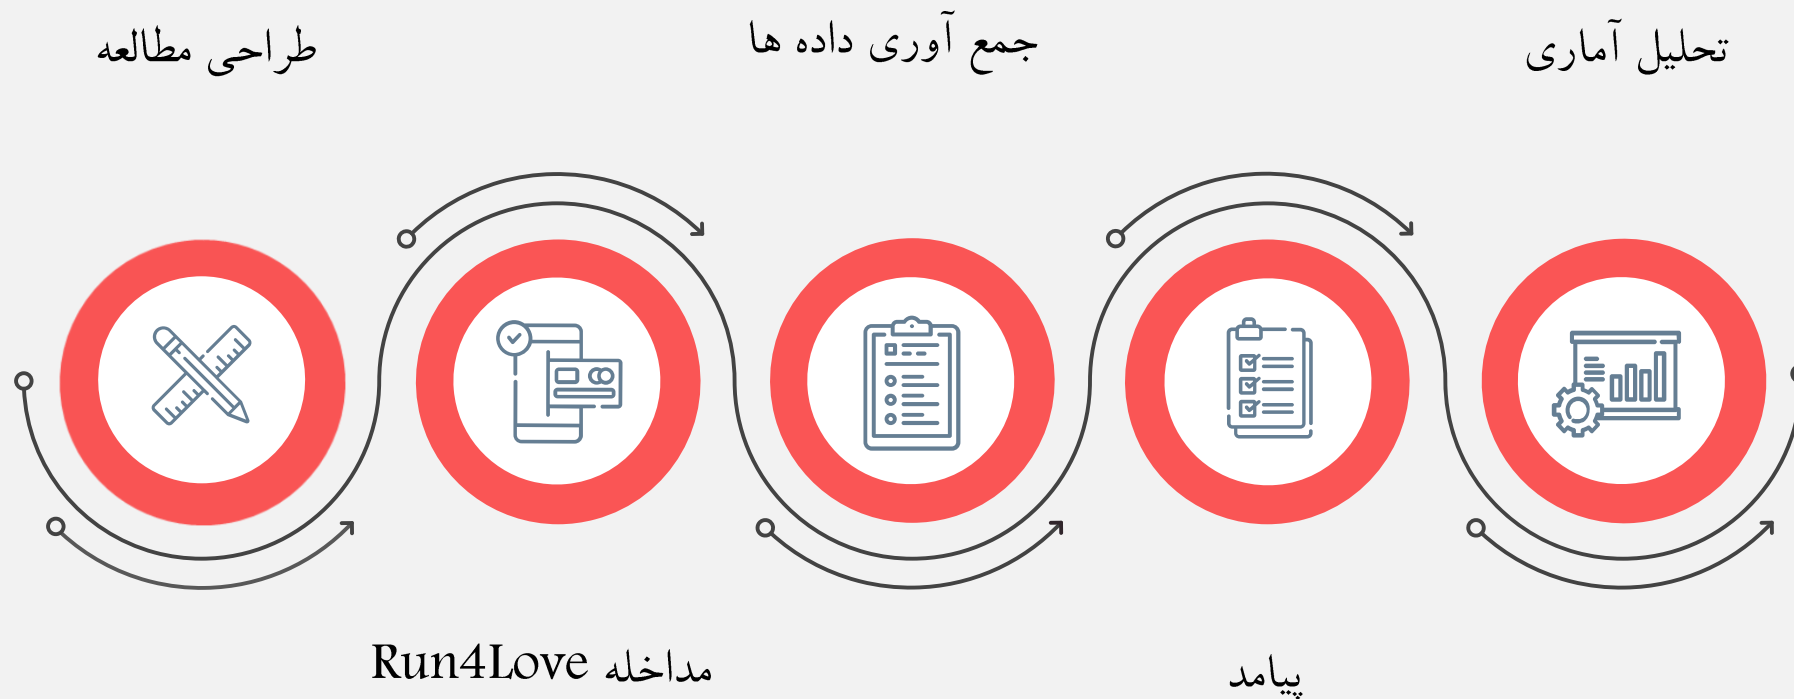 طراحی مطالعه
مداخله Run4Love
جمع آوری داده ها
پیامد
تحلیل آماری